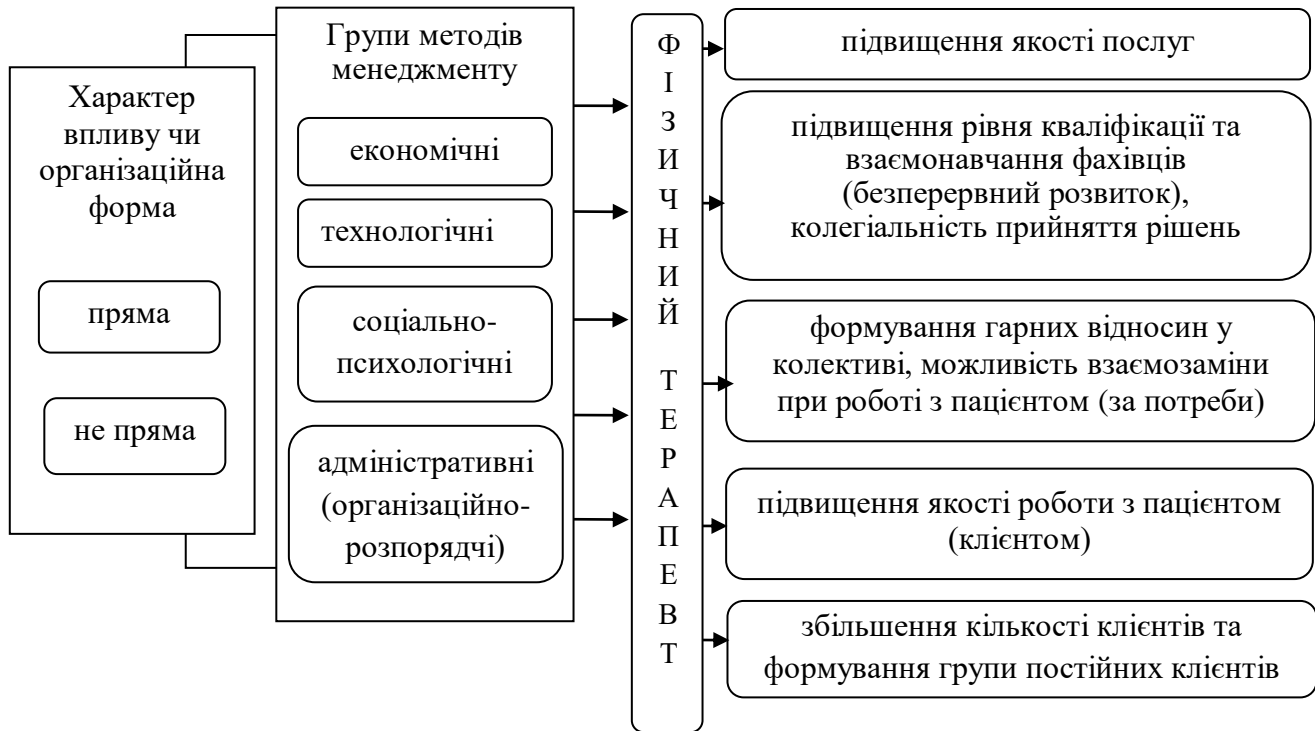 Характер
впливу чи
організаційна
форма
пряма
не пряма
Групи методів
менеджменту
економічні
технологічні
соціально-
психологічні
адміністративні
(організаційно-
розпорядчі)
Ф
І
З
И
Ч
Н
И
Й
Т
Е
Р
А
П
Е
В
Т
підвищення якості послуг
підвищення рівня кваліфікації та
взаємонавчання фахівців
(безперервний розвиток),
колегіальність прийняття рішень
формування гарних відносин у
колективі, можливість взаємозаміни
при роботі з пацієнтом (за потреби)
підвищення якості роботи з пацієнтом
(клієнтом)
збільшення кількості клієнтів та
формування групи постійних клієнтів